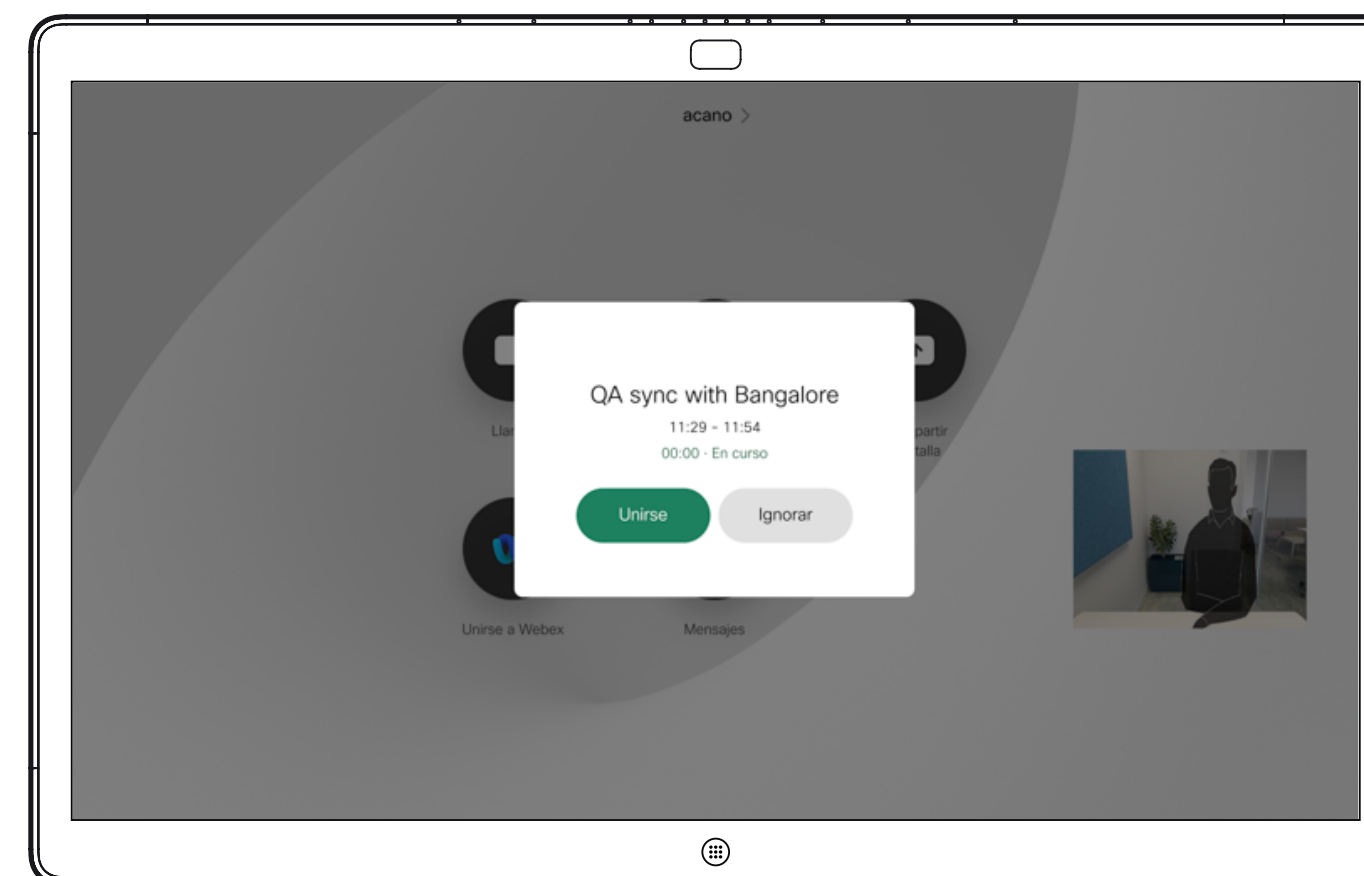 acano
QA sync with Bangalore
11:29 - 11:54
00:00 · En curso
Unirse
Ignorar
Unirse a Webex
Mensajes